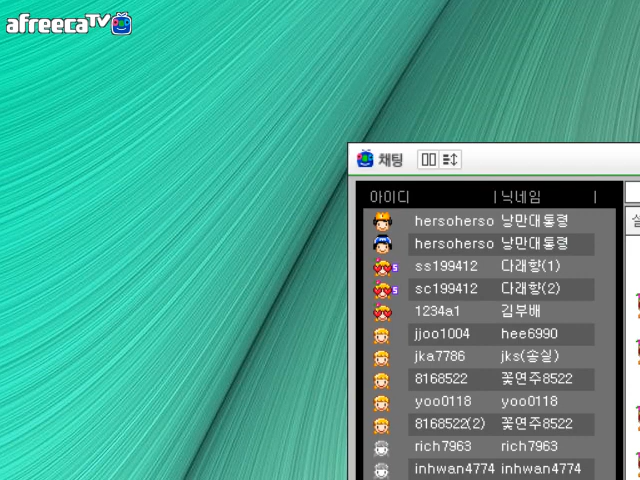 afreecaTV
채팅
아이디 닉네임
hersoherso 낭만대통령
hersoherso 낭만대통령
ss199412 다래향(1)
sc199412 다래향(2)
1234a1 김부배
jjoo1004 hee6990
jka7786 jks(송실)
8168522 꽃연주8522
yoo0118 yoo0118
8168522(2) 꽃연주8522
rich7963 rich7963
inhwan4774 inhwan4774